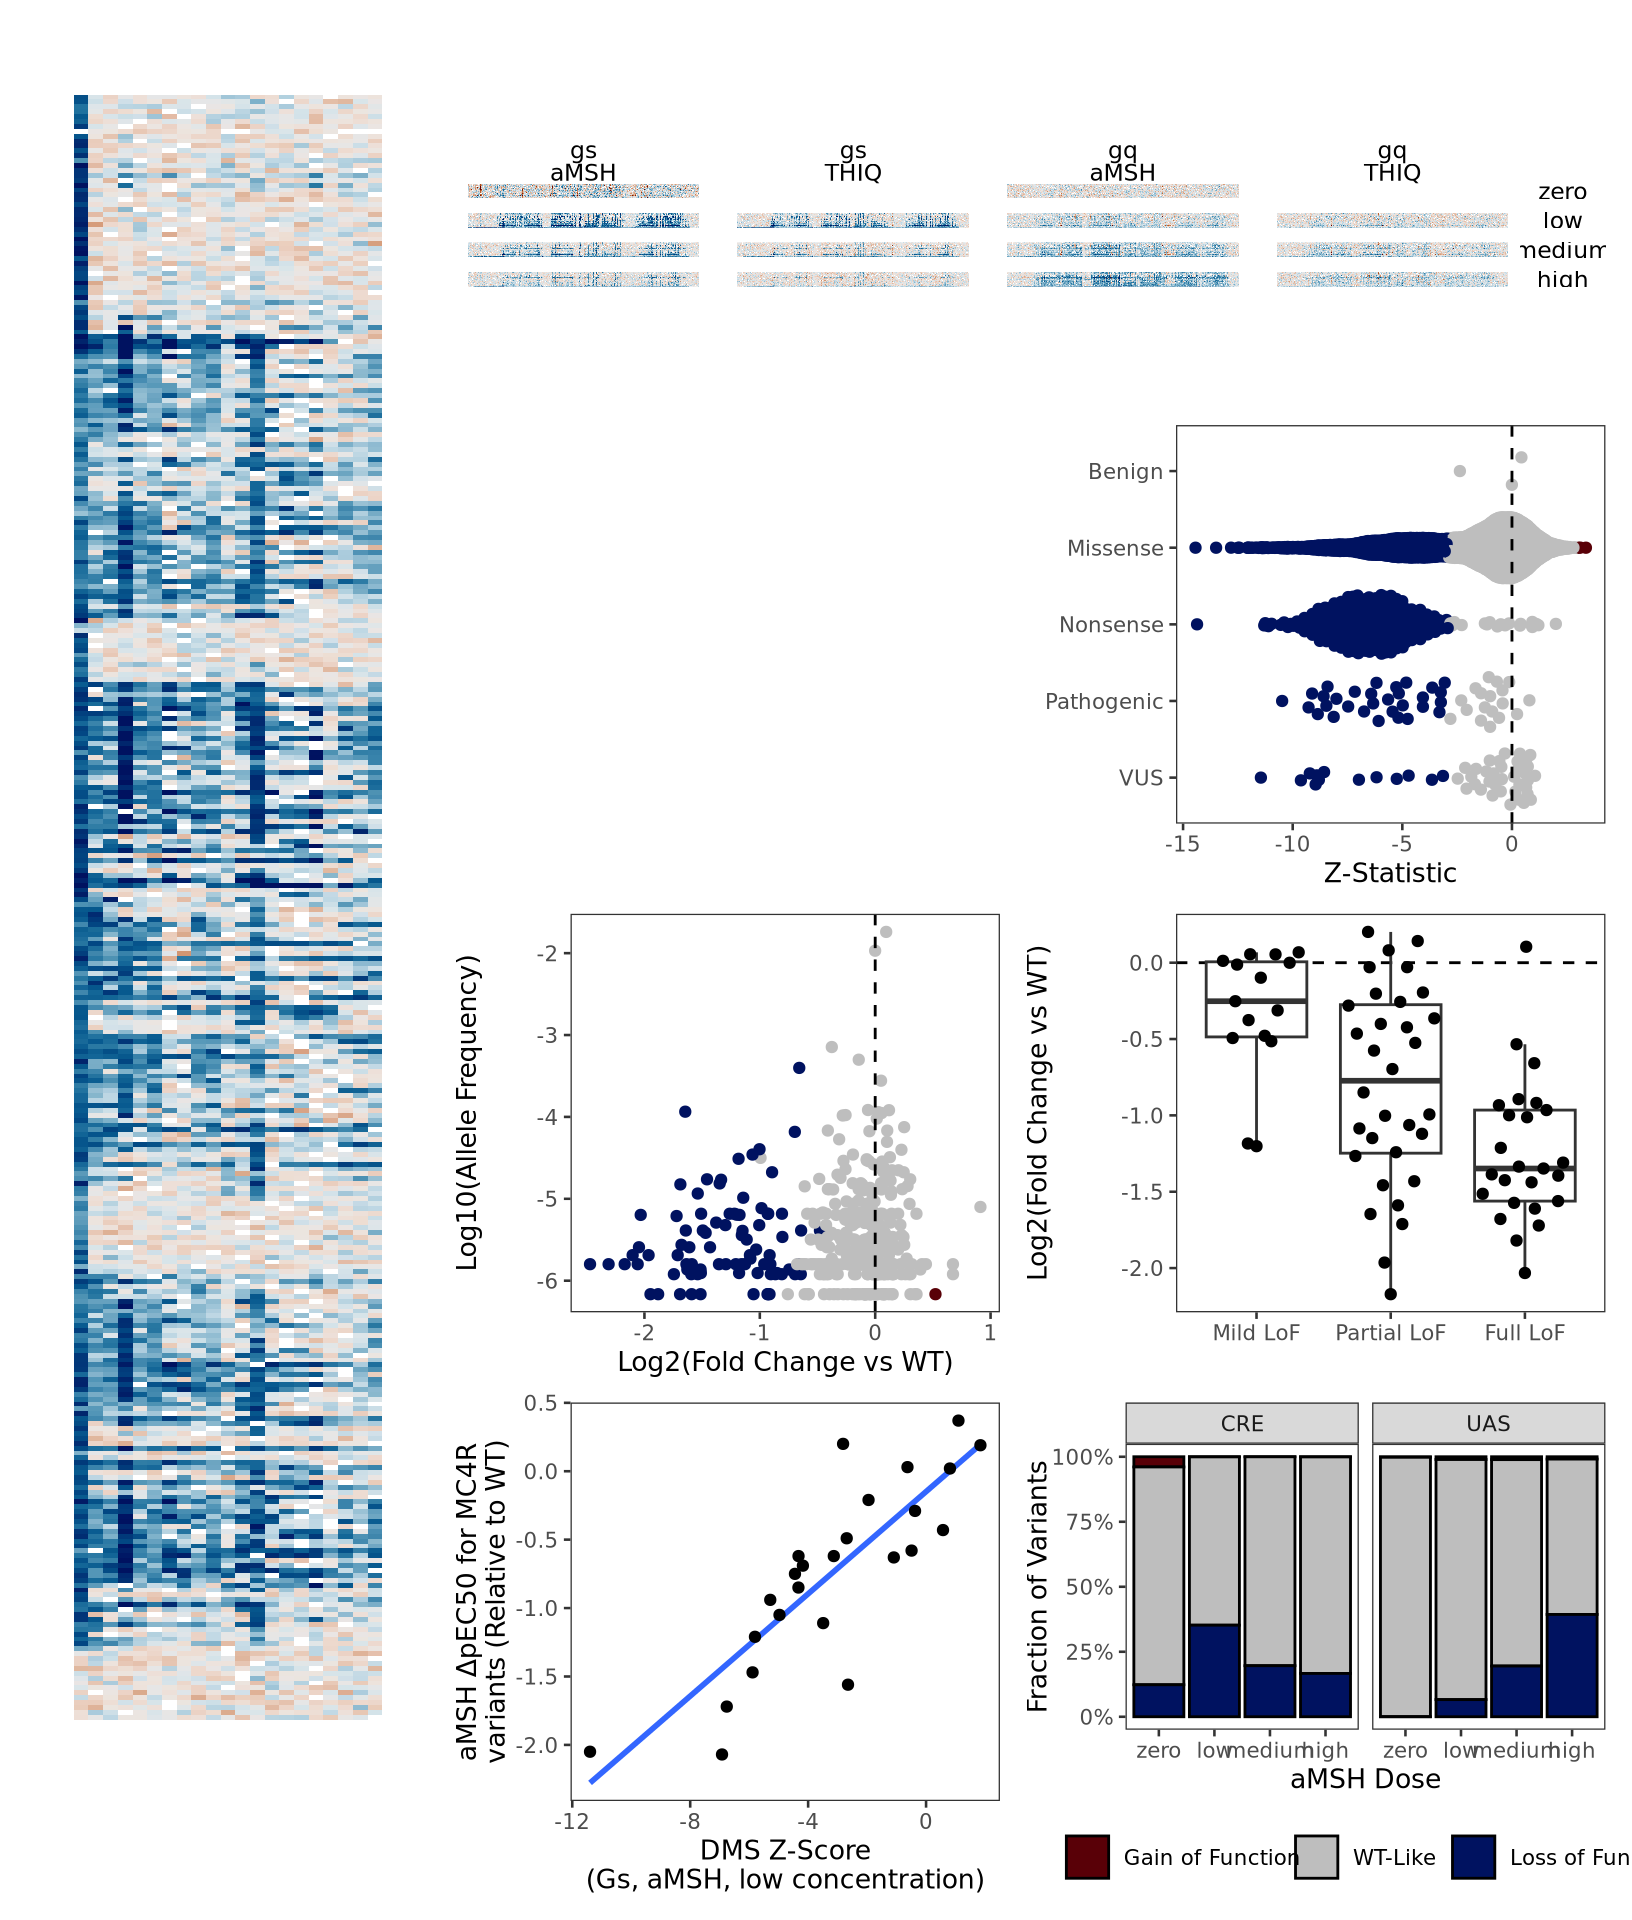 gs
aMSH
gs
THIQ
gq
aMSH
gq
THIQ
zero
low
medium
high
Benign
Missense
Nonsense
Pathogenic
VUS
-15 -10 -5 0
Z-Statistic
Log10(Allele Frequency)
-2
-3
-4
-5
-6
-2 -1 0 1
Log2(Fold Change vs WT)
Log2(Fold Change vs WT)
0.0
-0.5
-1.0
-1.5
-2.0
Mild LoF Partial LoF Full LoF
aMSH ΔpEC50 for MC4R
variants (Relative to WT)
0.5
0.0
-0.5
-1.0
-1.5
-2.0
-12 -8 -4 0
DMS Z-Score
(Gs, aMSH, low concentration)
Fraction of Variants
CRE UAS
100%
75%
50%
25%
0%
zero low medium high zero low medium high
aMSH Dose
Gain of Function WT-Like Loss of Fun